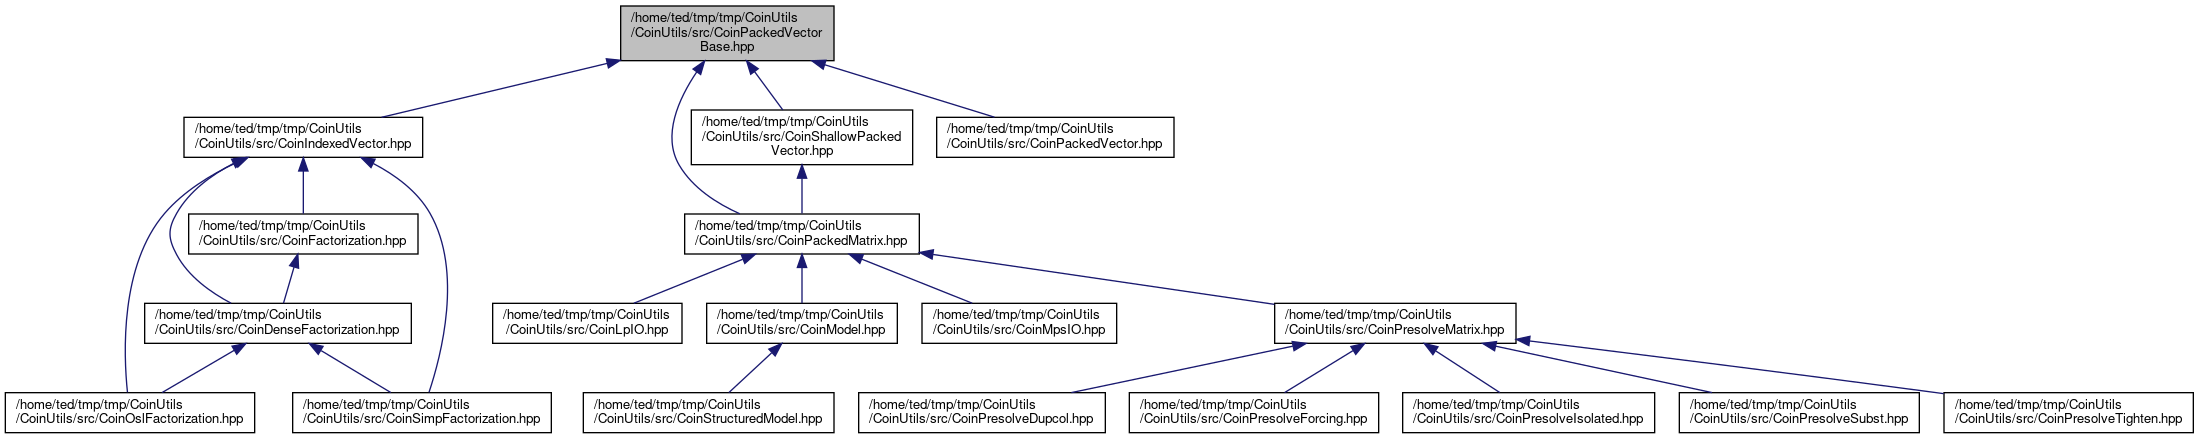 /home/ted/tmp/tmp/CoinUtils
/CoinUtils/src/CoinPackedVector
Base.hpp
/home/ted/tmp/tmp/CoinUtils
/CoinUtils/src/CoinIndexedVector.hpp
/home/ted/tmp/tmp/CoinUtils
/CoinUtils/src/CoinShallowPacked
Vector.hpp
/home/ted/tmp/tmp/CoinUtils
/CoinUtils/src/CoinPackedVector.hpp
/home/ted/tmp/tmp/CoinUtils
/CoinUtils/src/CoinFactorization.hpp
/home/ted/tmp/tmp/CoinUtils
/CoinUtils/src/CoinPackedMatrix.hpp
/home/ted/tmp/tmp/CoinUtils
/CoinUtils/src/CoinDenseFactorization.hpp
/home/ted/tmp/tmp/CoinUtils
/CoinUtils/src/CoinLpIO.hpp
/home/ted/tmp/tmp/CoinUtils
/CoinUtils/src/CoinModel.hpp
/home/ted/tmp/tmp/CoinUtils
/CoinUtils/src/CoinMpsIO.hpp
/home/ted/tmp/tmp/CoinUtils
/CoinUtils/src/CoinPresolveMatrix.hpp
/home/ted/tmp/tmp/CoinUtils
/CoinUtils/src/CoinOslFactorization.hpp
/home/ted/tmp/tmp/CoinUtils
/CoinUtils/src/CoinSimpFactorization.hpp
/home/ted/tmp/tmp/CoinUtils
/CoinUtils/src/CoinStructuredModel.hpp
/home/ted/tmp/tmp/CoinUtils
/CoinUtils/src/CoinPresolveDupcol.hpp
/home/ted/tmp/tmp/CoinUtils
/CoinUtils/src/CoinPresolveForcing.hpp
/home/ted/tmp/tmp/CoinUtils
/CoinUtils/src/CoinPresolveIsolated.hpp
/home/ted/tmp/tmp/CoinUtils
/CoinUtils/src/CoinPresolveSubst.hpp
/home/ted/tmp/tmp/CoinUtils
/CoinUtils/src/CoinPresolveTighten.hpp